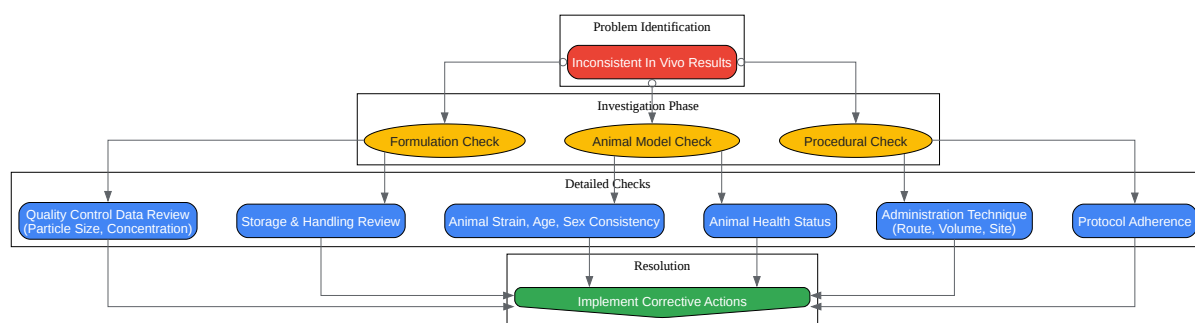 Problem Identification
Inconsistent In Vivo Results
Investigation Phase
Formulation Check
Animal Model Check
Procedural Check
Detailed Checks
Quality Control Data Review
(Particle Size, Concentration)
Storage & Handling Review
Animal Strain, Age, Sex Consistency
Animal Health Status
Administration Technique
(Route, Volume, Site)
Protocol Adherence
Resolution
Implement Corrective Actions